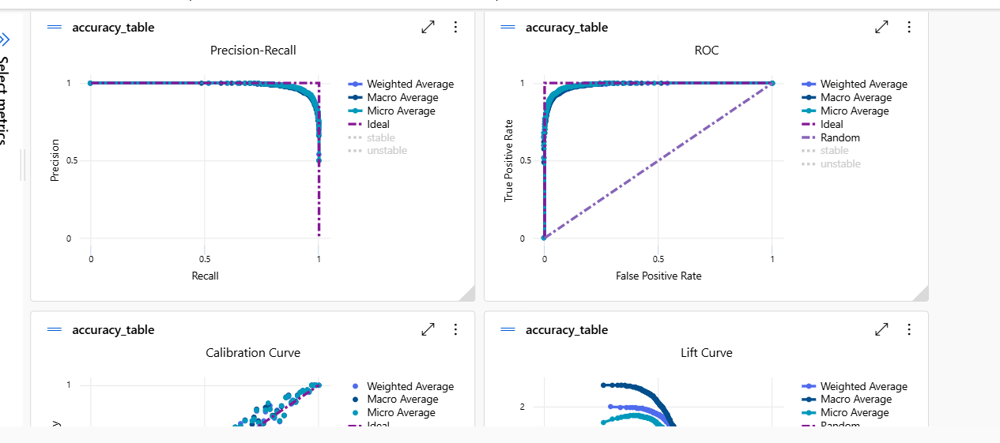 Select metrics
accuracy_table
Precision-Recall
1
0.5
0
Precision
0
0.5
1
Recall
Weighted Average
Macro Average
Micro Average
Ideal
stable
unstable
accuracy_table
ROC
1
0.5
0
True Positive Rate
0
0.5
1
False Positive Rate
Weighted Average
Macro Average
Micro Average
Ideal
Random
stable
unstable
accuracy_table
Calibration Curve
1
Weighted Average
Macro Average
Micro Average
Ideal
accuracy_table
Lift Curve
2
Weighted Average
Macro Average
Micro Average
Random